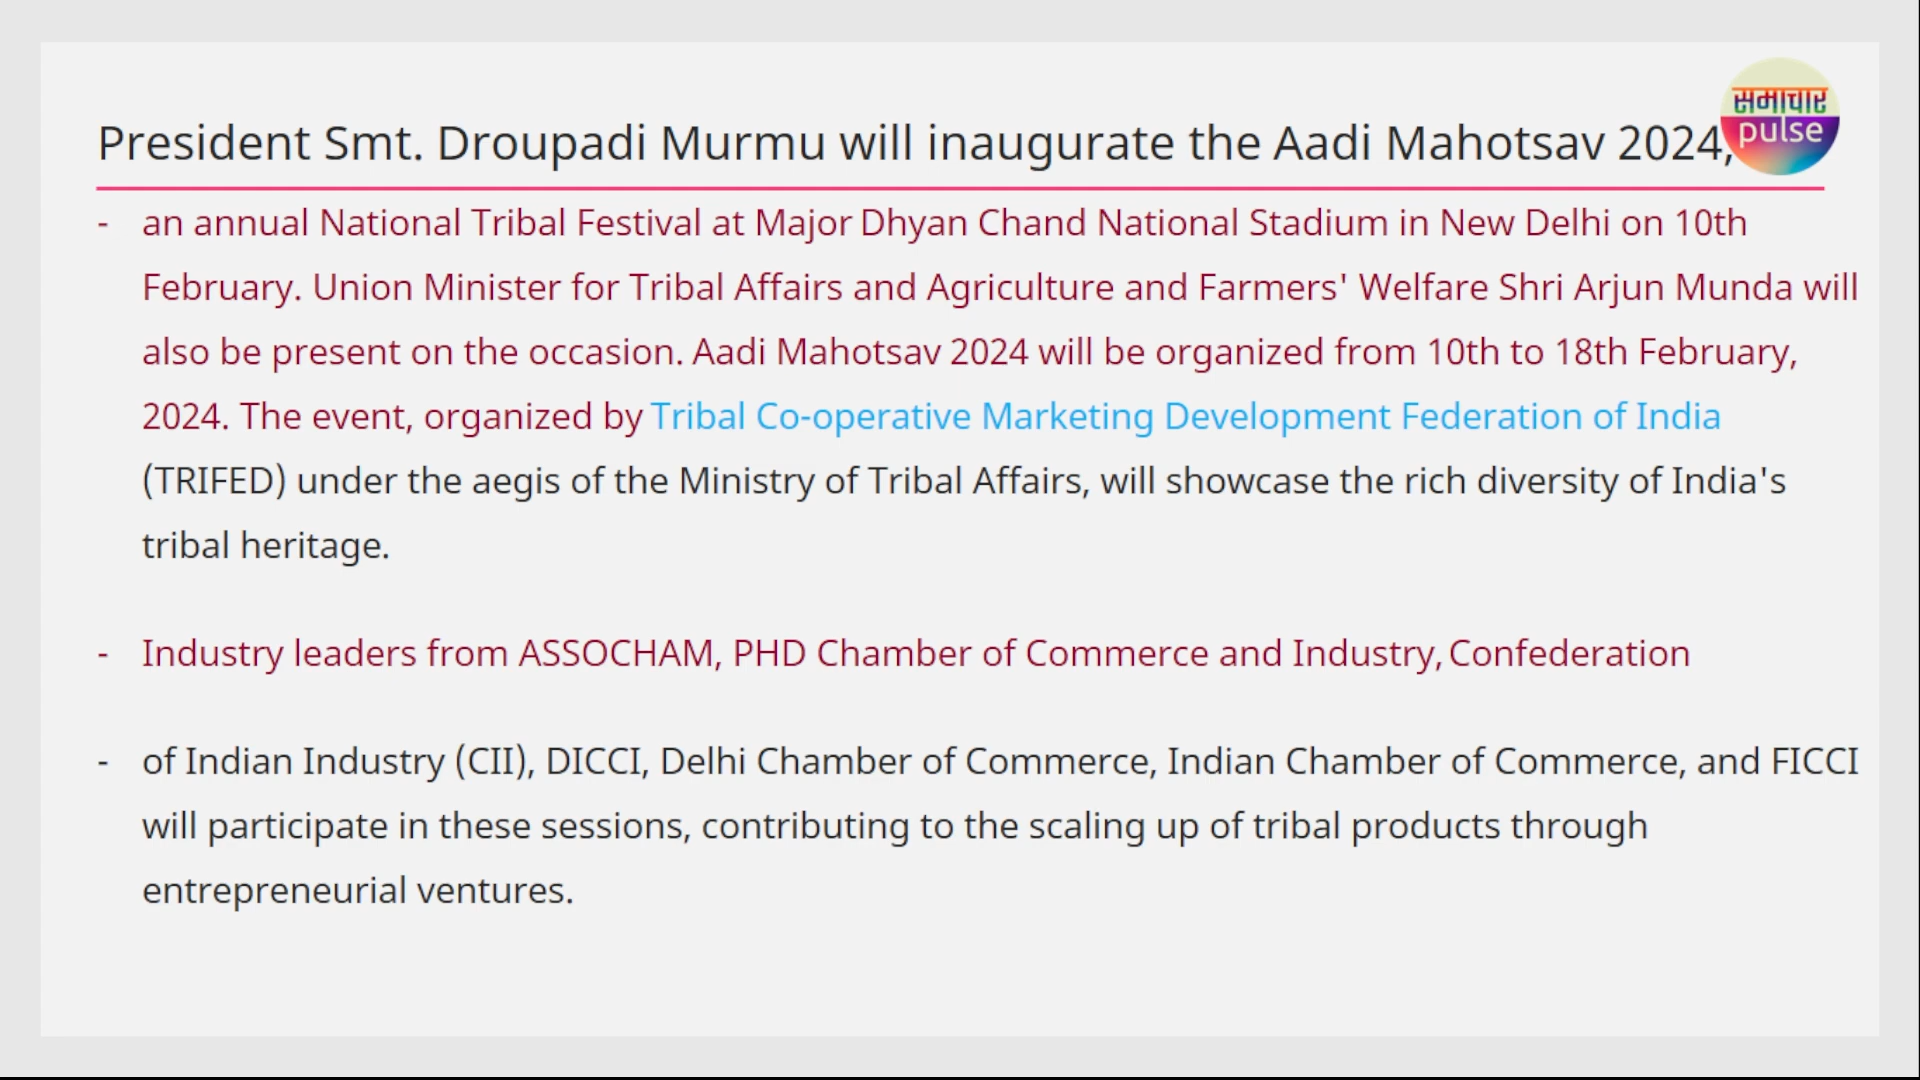 समाचार
pulse
President Smt. Droupadi Murmu will inaugurate the Aadi Mahotsav 2024,
- an annual National Tribal Festival at Major Dhyan Chand National Stadium in New Delhi on 10th
February. Union Minister for Tribal Affairs and Agriculture and Farmers' Welfare Shri Arjun Munda will
also be present on the occasion. Aadi Mahotsav 2024 will be organized from 10th to 18th February,
2024. The event, organized by Tribal Co-operative Marketing Development Federation of India
(TRIFED) under the aegis of the Ministry of Tribal Affairs, will showcase the rich diversity of India's
tribal heritage.
- Industry leaders from ASSOCHAM, PHD Chamber of Commerce and Industry, Confederation
- of Indian Industry (CII), DICCI, Delhi Chamber of Commerce, Indian Chamber of Commerce, and FICCI
will participate in these sessions, contributing to the scaling up of tribal products through
entrepreneurial ventures.